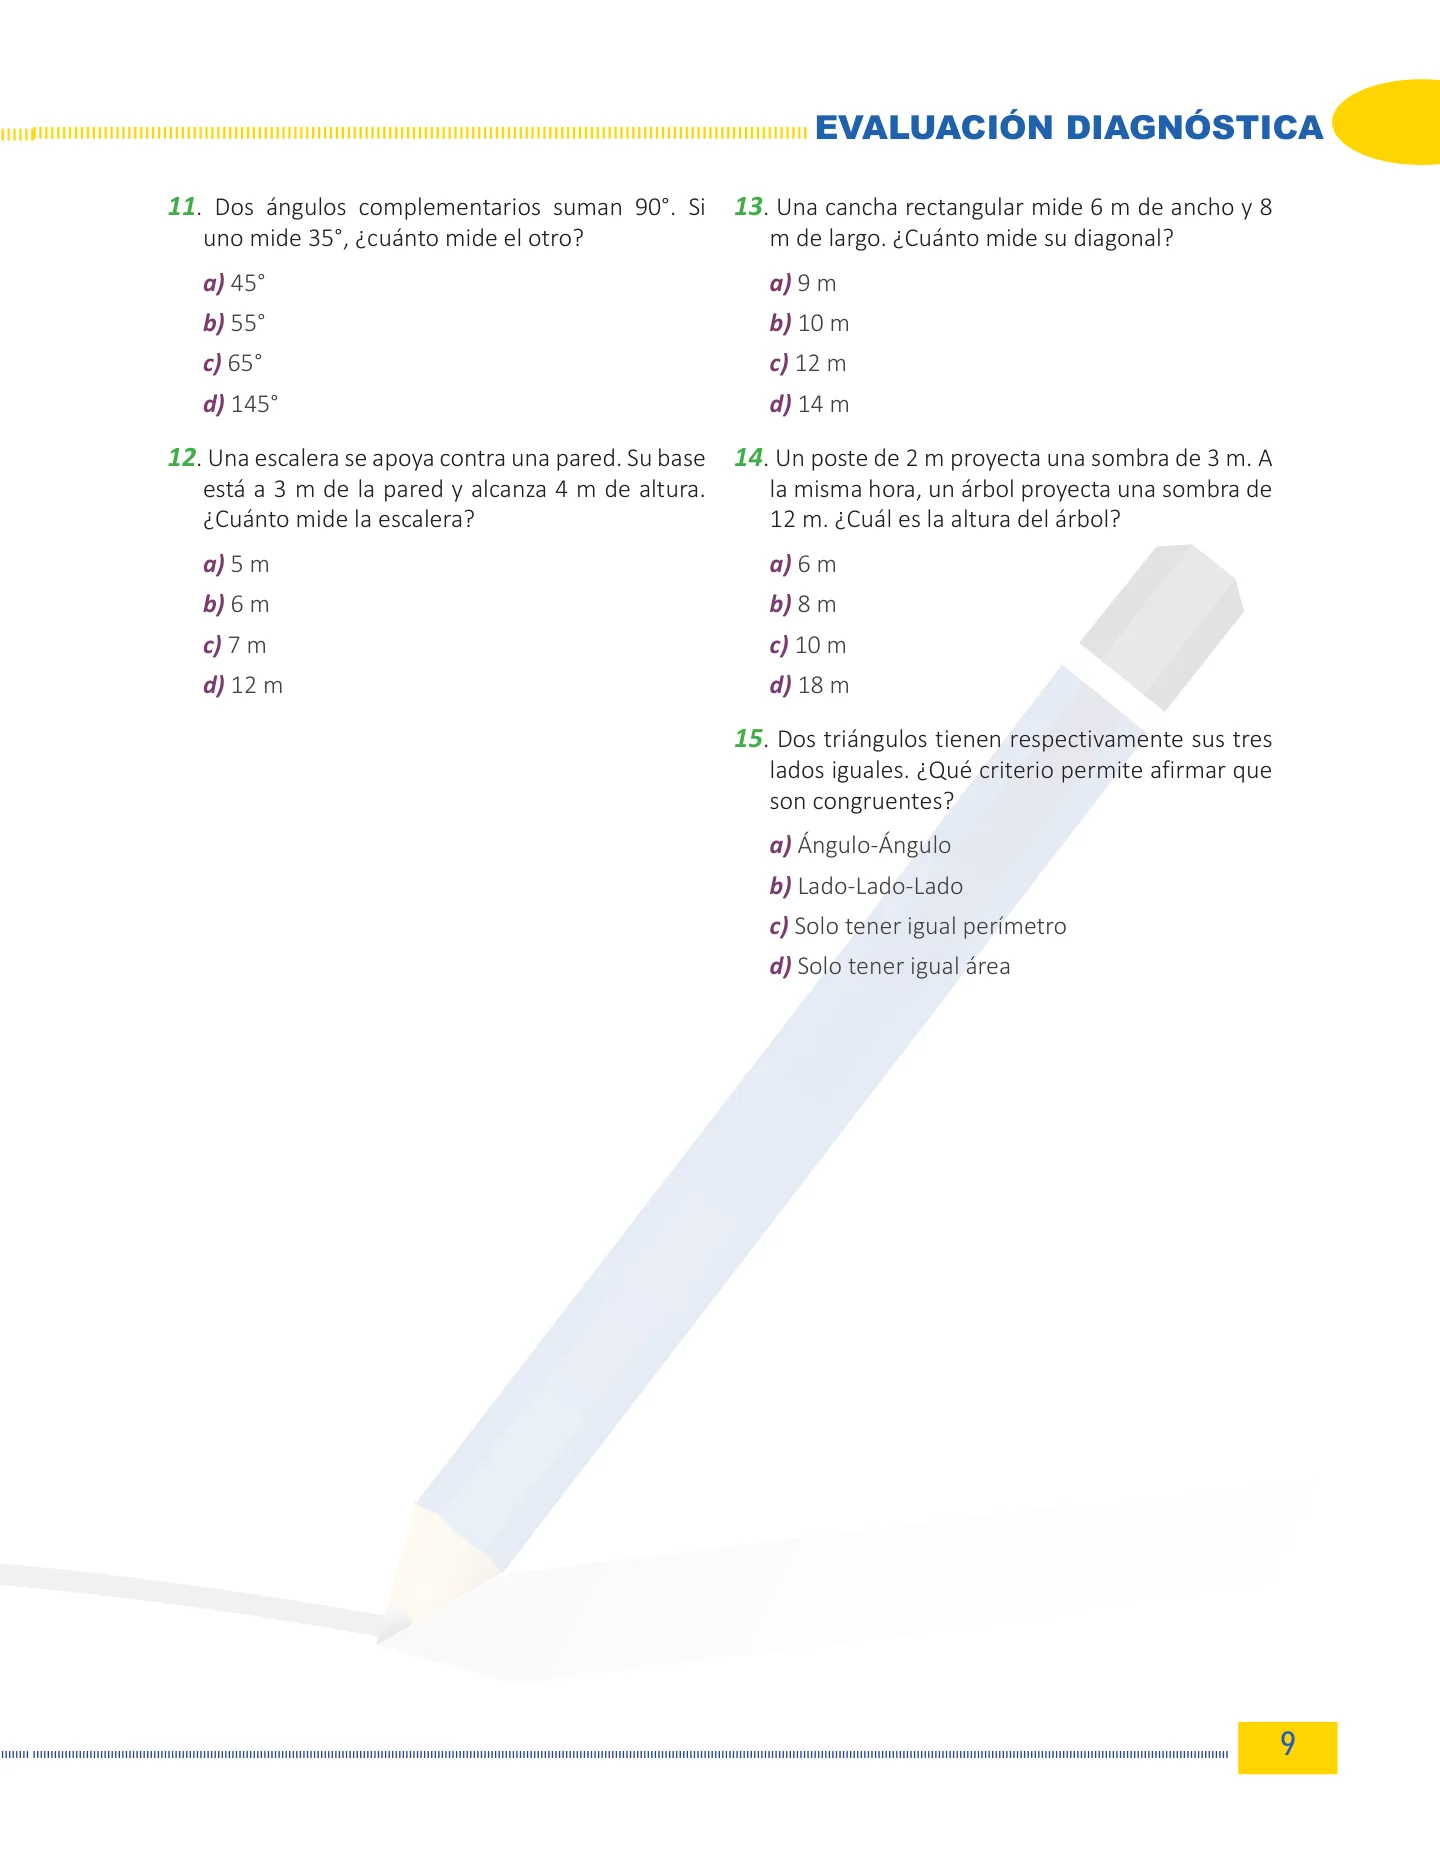 EVALUACIÓN DIAGNÓSTICA
11. Dos ángulos complementarios suman 90°. Si
uno mide 35°, ¿cuánto mide el otro?
a) 45°
b) 55°
c) 65°
d) 145°
12. Una escalera se apoya contra una pared. Su base
está a 3 m de la pared y alcanza 4 m de altura.
¿Cuánto mide la escalera?
a) 5 m
b) 6 m
c) 7 m
d) 12 m
13. Una cancha rectangular mide 6 m de ancho y 8
m de largo. ¿Cuánto mide su diagonal?
a) 9 m
b) 10 m
c) 12 m
d) 14 m
14. Un poste de 2 m proyecta una sombra de 3 m. A
la misma hora, un árbol proyecta una sombra de
12 m. ¿Cuál es la altura del árbol?
a) 6 m
b) 8 m
c) 10 m
d) 18 m
15. Dos triángulos tienen respectivamente sus tres
lados iguales. ¿Qué criterio permite afirmar que
son congruentes?
a) Ángulo-Ángulo
b) Lado-Lado-Lado
c) Solo tener igual perímetro
d) Solo tener igual área
9